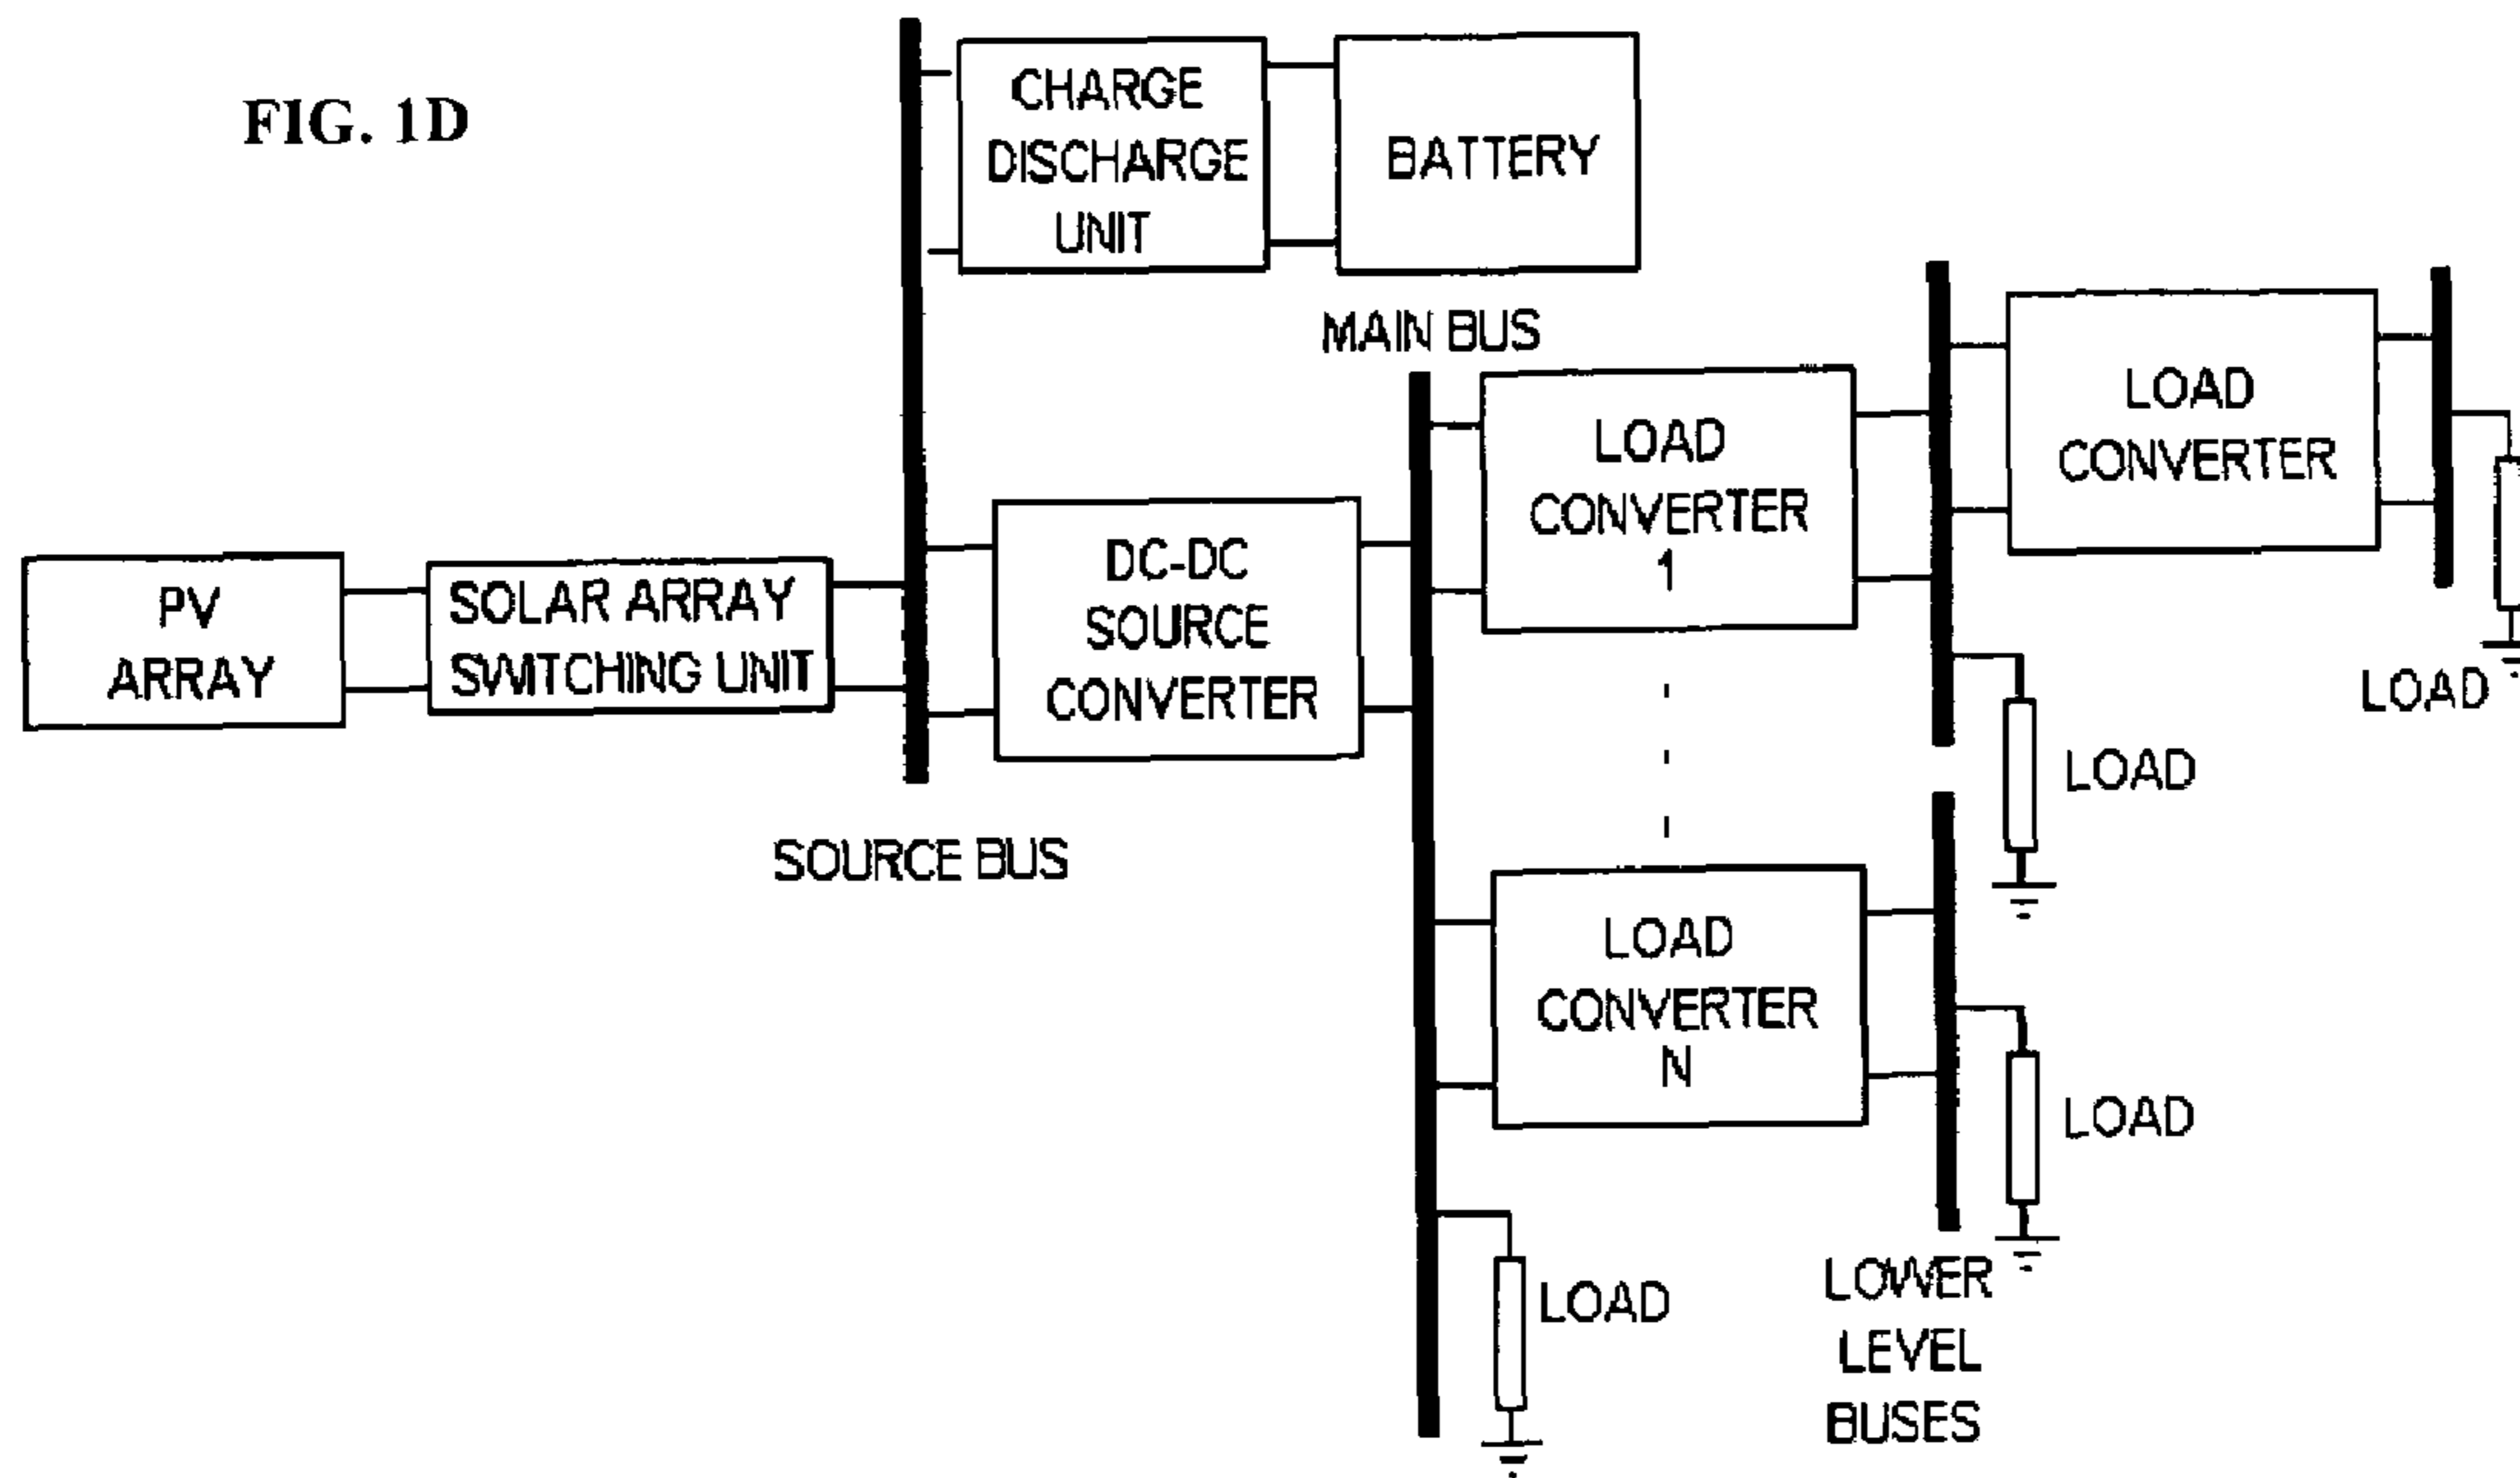 FIG. 1D
CHARGE
DISCHARGE
UNIT
BATTERY
MAIN BUS
LOAD
CONVERTER
LOAD
CONVERTER
1
DC-DC
SOURCE
CONVERTER
PV
ARRAY
SOLAR ARRAY
SWITCHING UNIT
LOAD
LOAD
SOURCE BUS
LOAD
CONVERTER
N
LOAD
LOAD
LOWER
LEVEL
BUSES